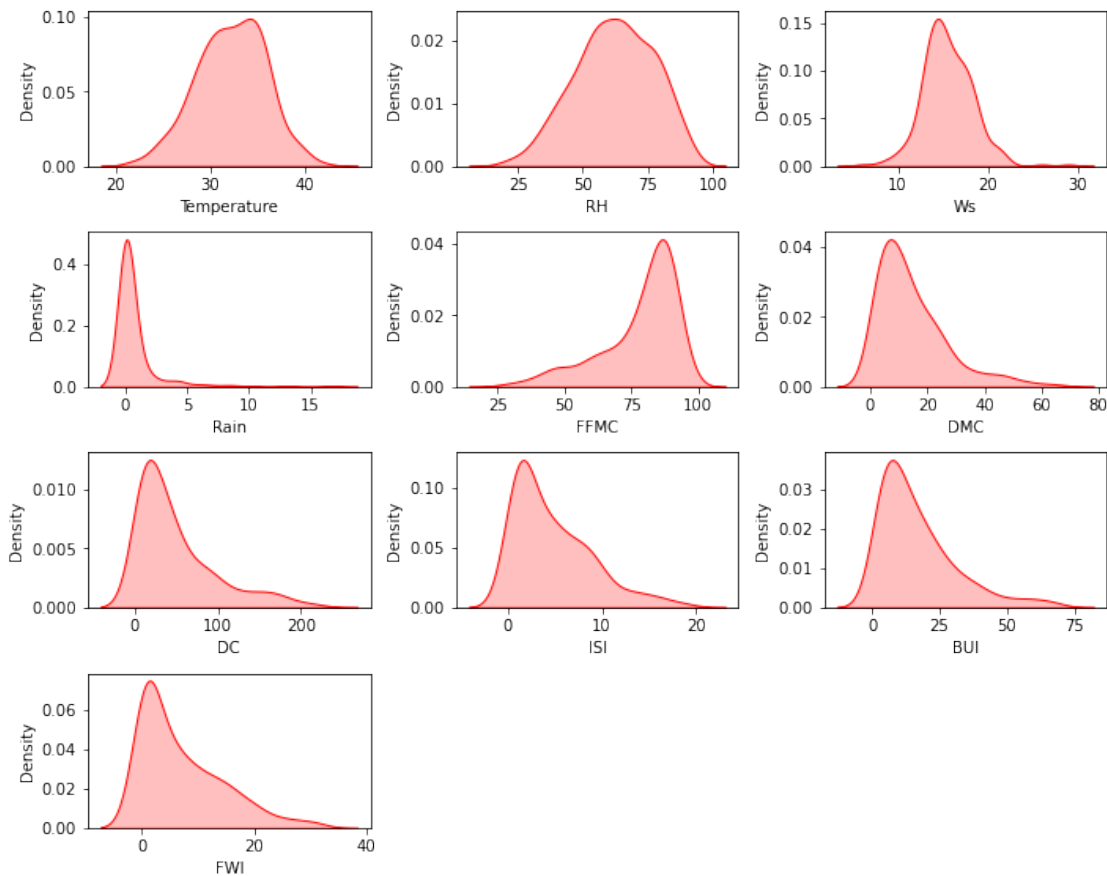 0.10
0.05
0.00
Density
20 30 40
Temperature
0.02
0.01
0.00
Density
25 50 75 100
RH
0.15
0.10
0.05
0.00
Density
10 20 30
Ws
0.4
0.2
0.0
Density
0 5 10 15
Rain
0.04
0.02
0.00
Density
25 50 75 100
FFMC
0.04
0.02
0.00
Density
0 20 40 60 80
DMC
0.010
0.005
0.000
Density
0 100 200
DC
0.10
0.05
0.00
Density
0 10 20
ISI
0.03
0.02
0.01
0.00
Density
0 25 50 75
BUI
0.06
0.04
0.02
0.00
Density
0 20 40
FWI